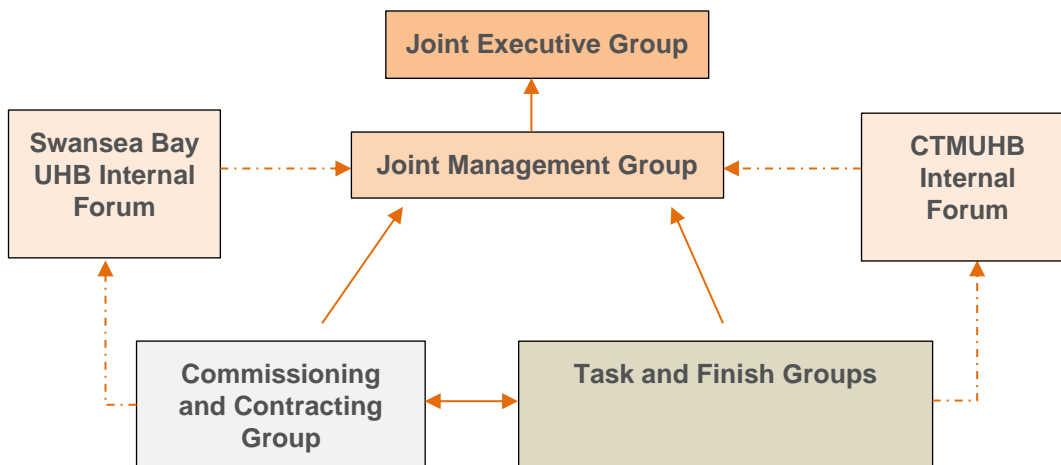 Joint Executive Group
Swansea Bay
UHB Internal
Forum
Joint Management Group
CTMUHB
Internal
Forum
Commissioning
and Contracting
Group
Task and Finish Groups